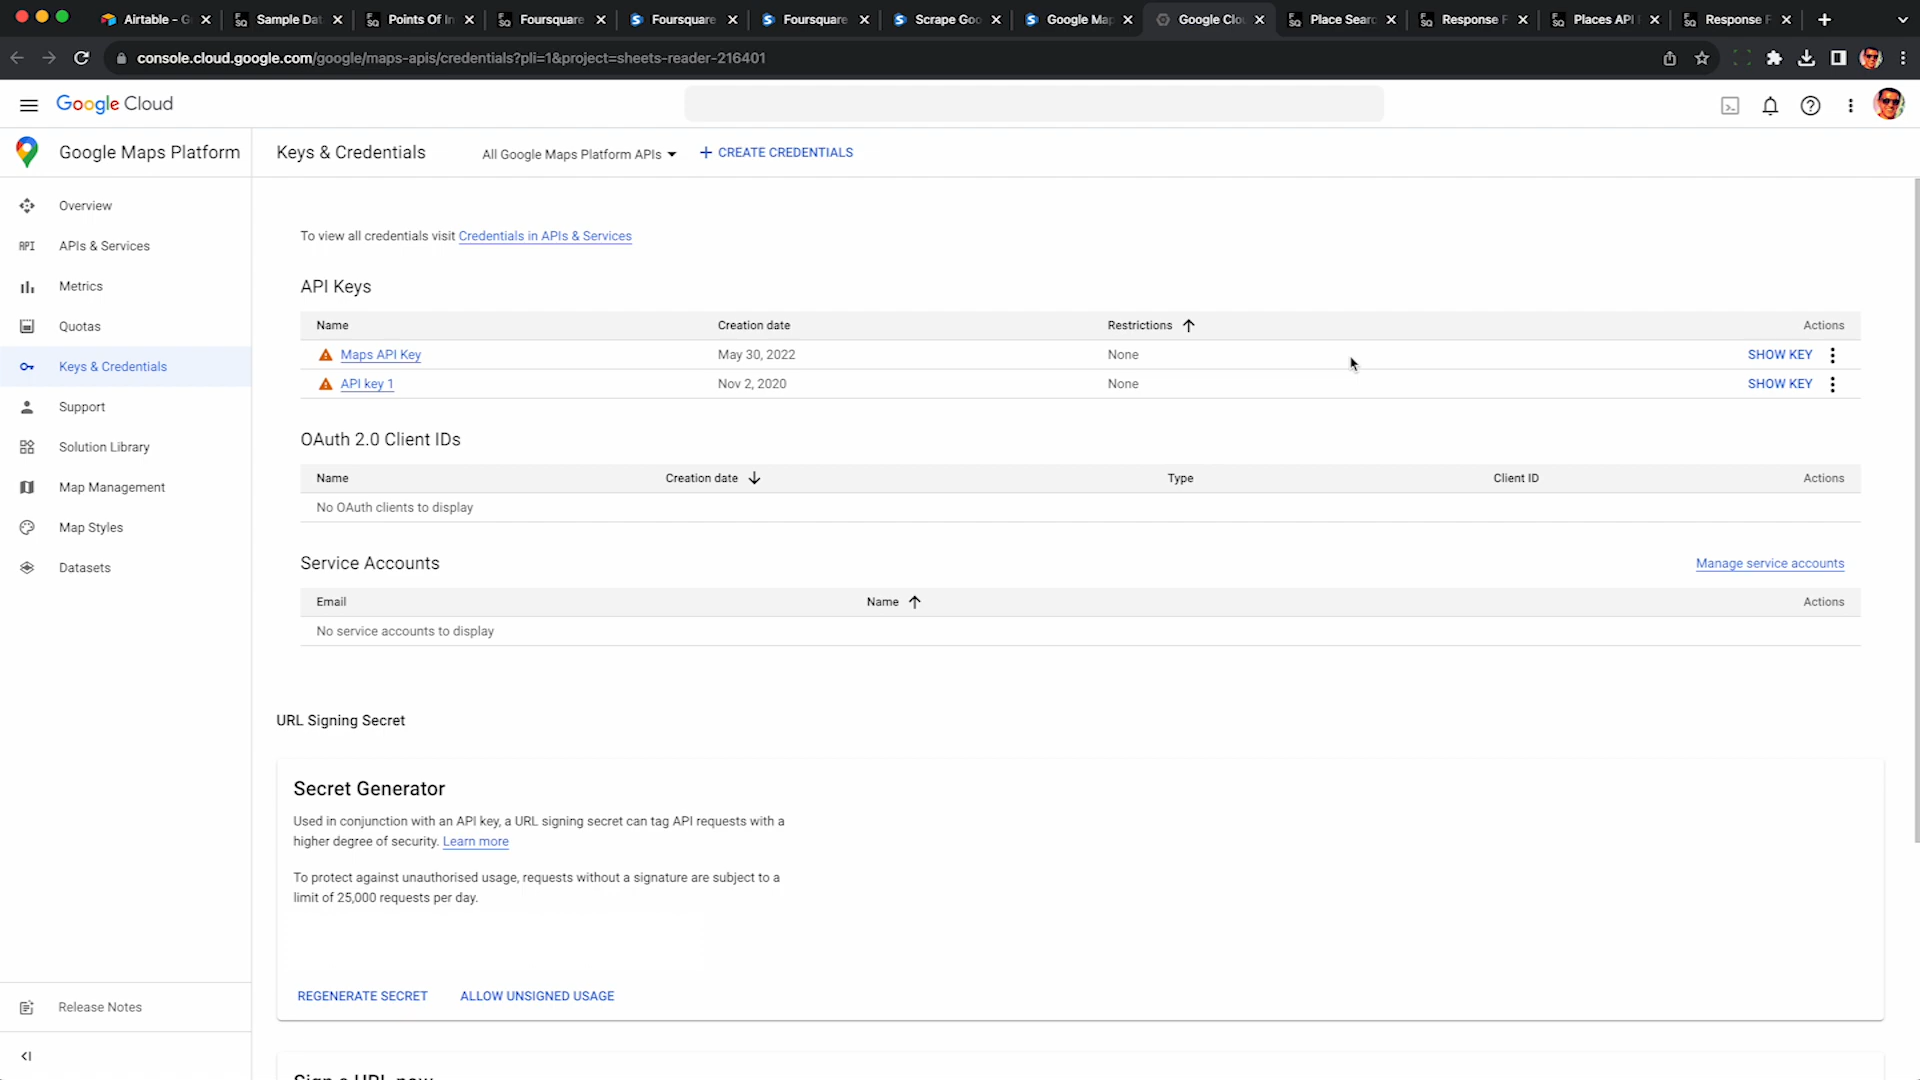 Airtable - G
Sample Dat
Points Of In
Foursquare
Foursquare
Foursquare
Scrape Goo
Google Map
Google Clou
Place Searc
Response F
Places API
Response F
console.cloud.google.com/google/maps-apis/credentials?pli=1&project=sheets-reader-216401
Google Cloud
Google Maps Platform
Keys & Credentials
All Google Maps Platform APIs
+ CREATE CREDENTIALS
Overview
API APIs & Services
Metrics
Quotas
Keys & Credentials
Support
Solution Library
Map Management
Map Styles
Datasets
Release Notes
To view all credentials visit Credentials in APIs & Services
API Keys
Name Creation date Restrictions Actions
Maps API Key May 30, 2022 None SHOW KEY
API key 1 Nov 2, 2020 None SHOW KEY
OAuth 2.0 Client IDs
Name Creation date Type Client ID Actions
No OAuth clients to display
Service Accounts
Manage service accounts
Email Name Actions
No service accounts to display
URL Signing Secret
Secret Generator
Used in conjunction with an API key, a URL signing secret can tag API requests with a
higher degree of security. Learn more
To protect against unauthorised usage, requests without a signature are subject to a
limit of 25,000 requests per day.
REGENERATE SECRET
ALLOW UNSIGNED USAGE
Sign a URL now